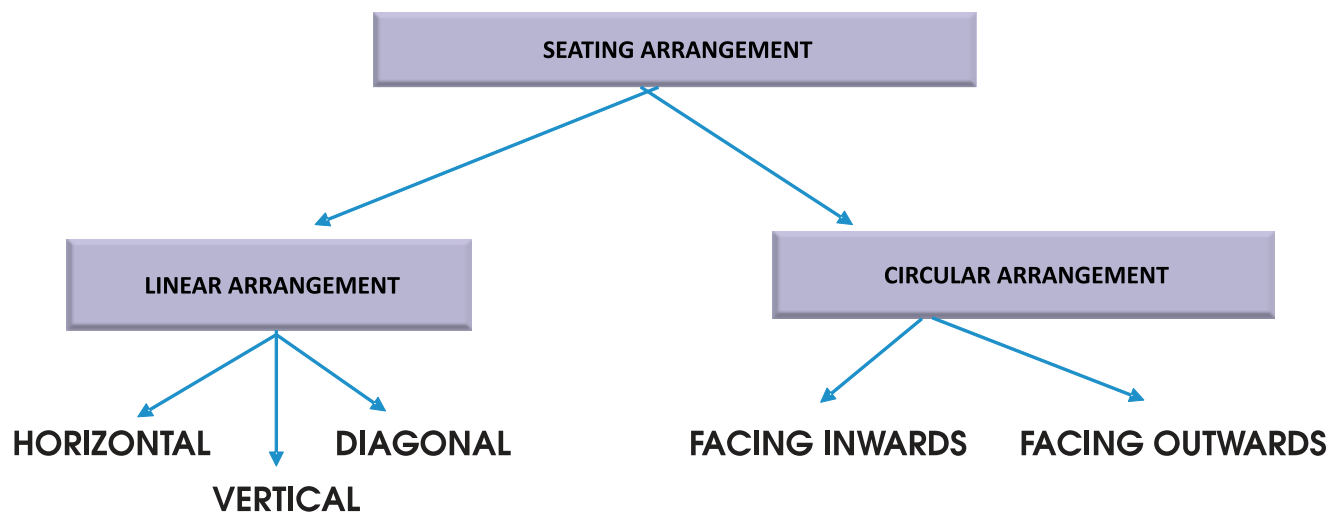 SEATING ARRANGEMENT
LINEAR ARRANGEMENT
CIRCULAR ARRANGEMENT
HORIZONTAL
DIAGONAL
FACING INWARDS
FACING OUTWARDS
VERTICAL